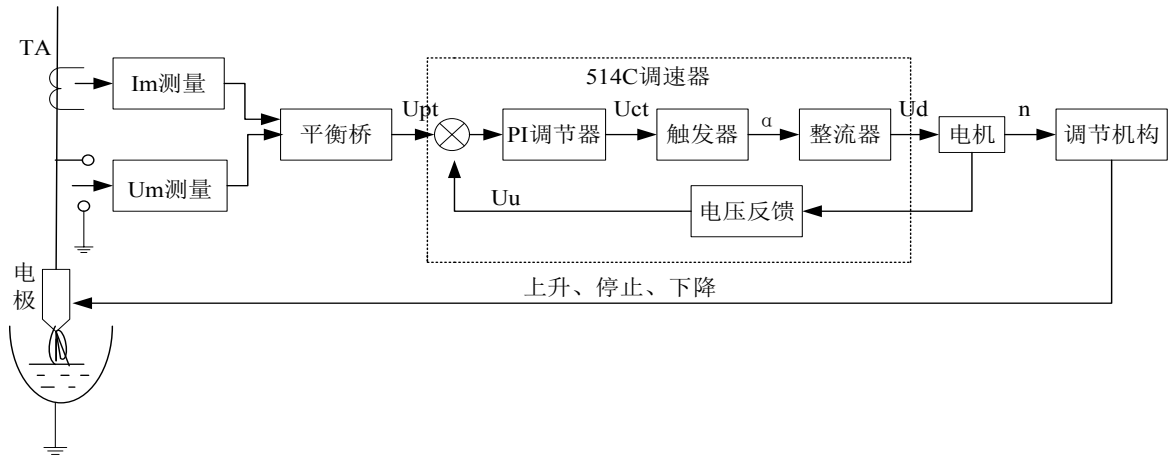 TA
Im测量
514C调速器
平衡桥
Upt
PI调节器
Uct
触发器
α
整流器
Ud
电机
n
调节机构
Um测量
Uu
电压反馈
电极
上升、停止、下降